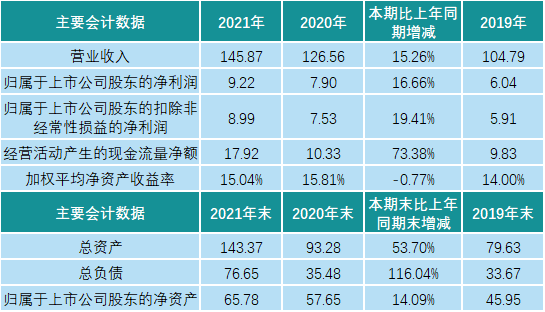 主要会计数据 2021年 2020年 本期比上年同期增减 2019年
营业收入 145.87 126.56 15.26% 104.79
归属于上市公司股东的净利润 9.22 7.90 16.66% 6.04
归属于上市公司股东的扣除非经常性损益的净利润 8.99 7.53 19.41% 5.91
经营活动产生的现金流量净额 17.92 10.33 73.38% 9.83
加权平均净资产收益率 15.04% 15.81% -0.77% 14.00%
主要会计数据 2021年末 2020年末 本期末比上年同期末增减 2019年末
总资产 143.37 93.28 53.70% 79.63
总负债 76.65 35.48 116.04% 33.67
归属于上市公司股东的净资产 65.78 57.65 14.09% 45.95